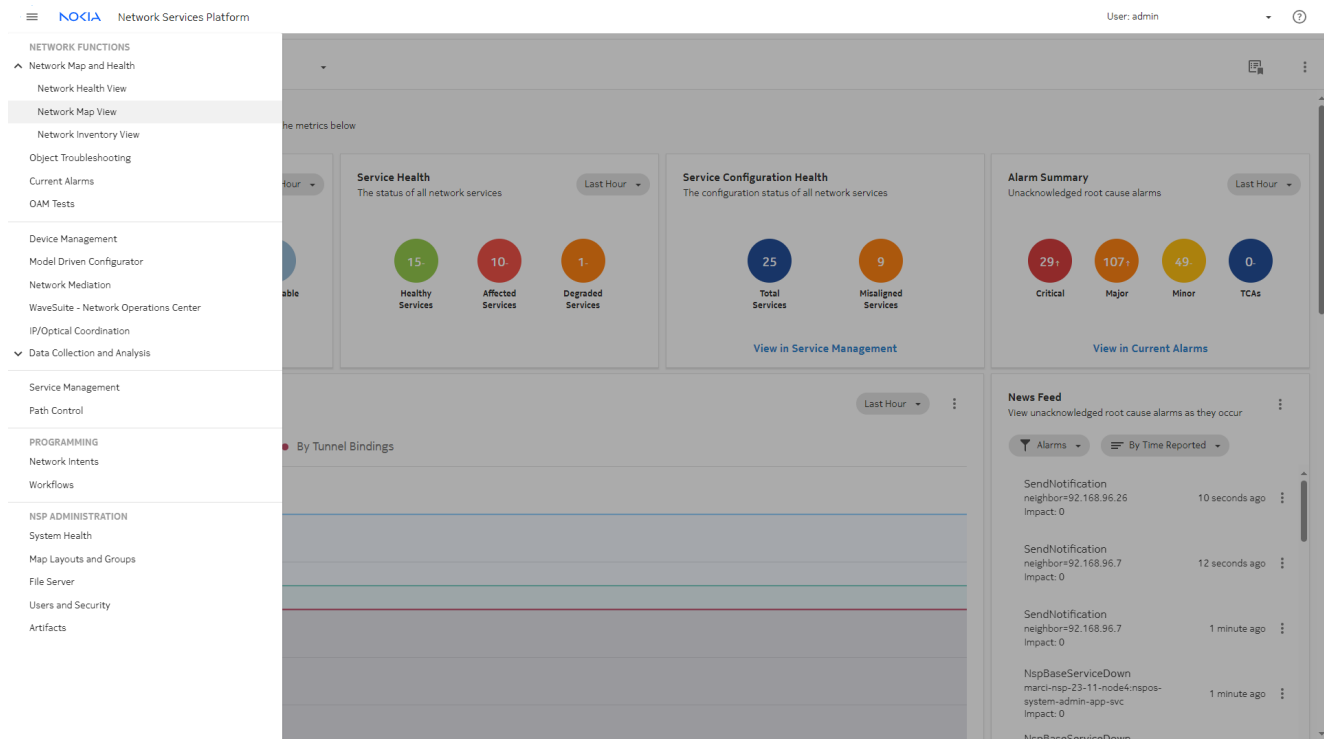 NOKIA Network Services Platform
User: admin
NETWORK FUNCTIONS
Network Map and Health
Network Health View
Network Map View
Network Inventory View
Object Troubleshooting
Current Alarms
OAM Tests
Device Management
Model Driven Configurator
Network Mediation
WaveSuite - Network Operations Center
IP/Optical Coordination
Data Collection and Analysis
Service Management
Path Control
PROGRAMMING
Network Intents
Workflows
NSP ADMINISTRATION
System Health
Map Layouts and Groups
File Server
Users and Security
Artifacts
he metrics below
Hour
able
Service Health
The status of all network services
Last Hour
15-
Healthy
Services
10-
Affected
Services
1-
Degraded
Services
Service Configuration Health
The configuration status of all network services
25
Total
Services
9
Misaligned
Services
View in Service Management
Alarm Summary
Unacknowledged root cause alarms
Last Hour
29↑
Critical
107↑
Major
49-
Minor
0-
TCAs
View in Current Alarms
Last Hour
By Tunnel Bindings
News Feed
View unacknowledged root cause alarms as they occur
Alarms
By Time Reported
SendNotification
neighbor=92.168.96.26
Impact: 0
10 seconds ago
SendNotification
neighbor=92.168.96.7
Impact: 0
12 seconds ago
SendNotification
neighbor=92.168.96.7
Impact: 0
1 minute ago
NspBaseServiceDown
marci-nsp-23-11-node4:nspos-
system-admin-app-svc
Impact: 0
1 minute ago
NspBaseServiceDown